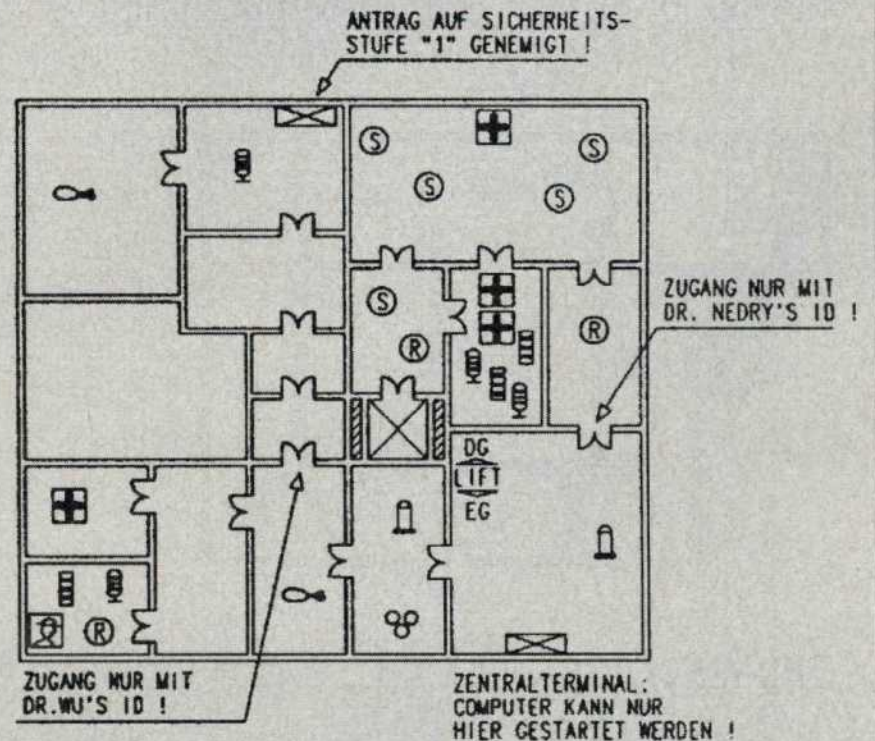 ANTRAG AUF SICHERHEITS-
STUFE "1" GENEMIGT !
S
S
S
S
ZUGANG NUR MIT
DR. NEDRY'S ID !
S
R
R
DG
LIFT
EG
R
ZUGANG NUR MIT
DR.WU'S ID !
ZENTRALTERMINAL:
COMPUTER KANN NUR
HIER GESTARTET WERDEN !